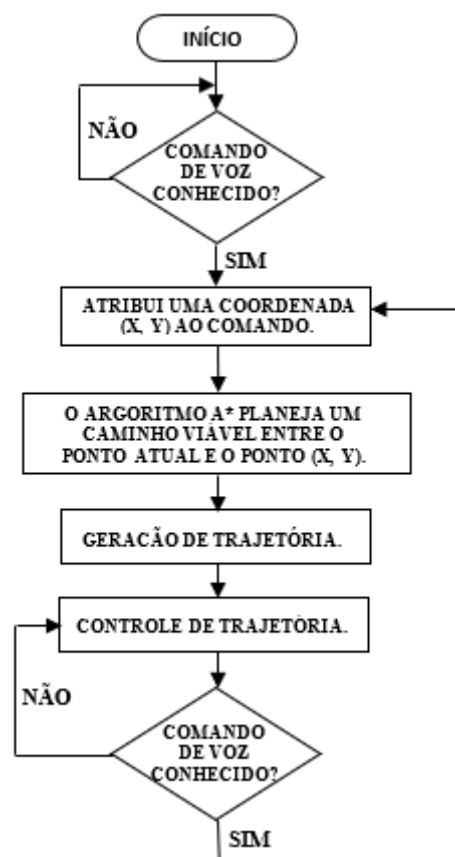 INÍCIO
NÃO
COMANDO
DE VOZ
CONHECIDO?
SIM
ATRIBUI UMA COORDENADA
(X, Y) AO COMANDO.
O ARGORITMO A* PLANEJA UM
CAMINHO VIÁVEL ENTRE O
PONTO ATUAL E O PONTO (X, Y).
GERACÃO DE TRAJETÓRIA.
CONTROLE DE TRAJETÓRIA.
NÃO
COMANDO
DE VOZ
CONHECIDO?
SIM